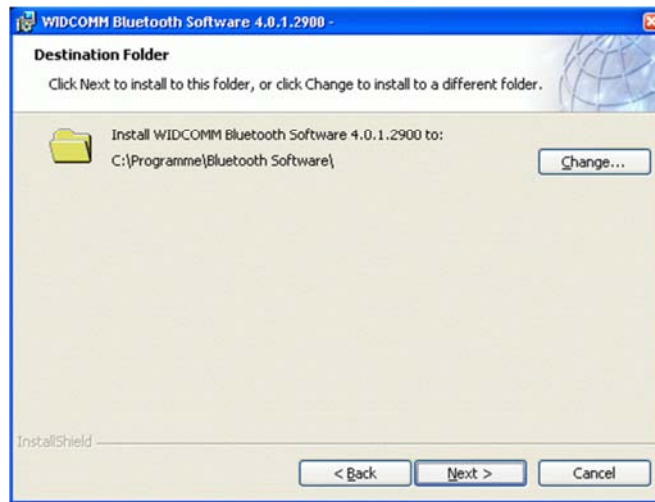 WIDCOMM Bluetooth Software 4.0.1.2900 -
Destination Folder
Click Next to install to this folder, or click Change to install to a different folder.
Install WIDCOMM Bluetooth Software 4.0.1.2900 to:
C:\Programme\Bluetooth Software\
Change...
InstallShield
< Back
Next >
Cancel